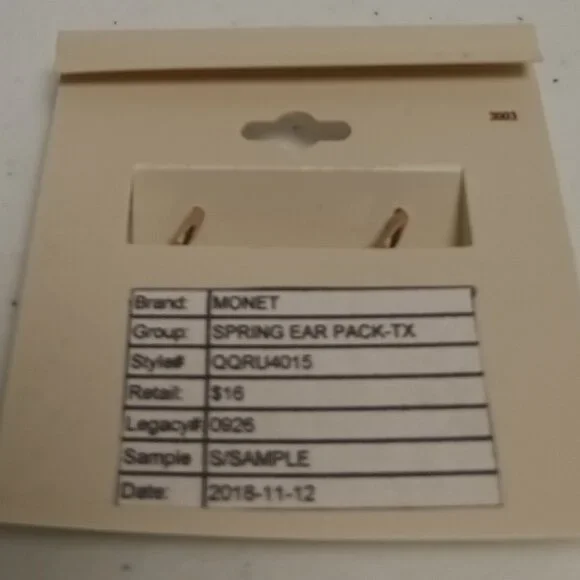 3003
Brand: MONET
Group: SPRING EAR PACK-TX
Style# QQRU4015
Retail: $16
Legacy# 0926
Sample S/SAMPLE
Date: 2018-11-12